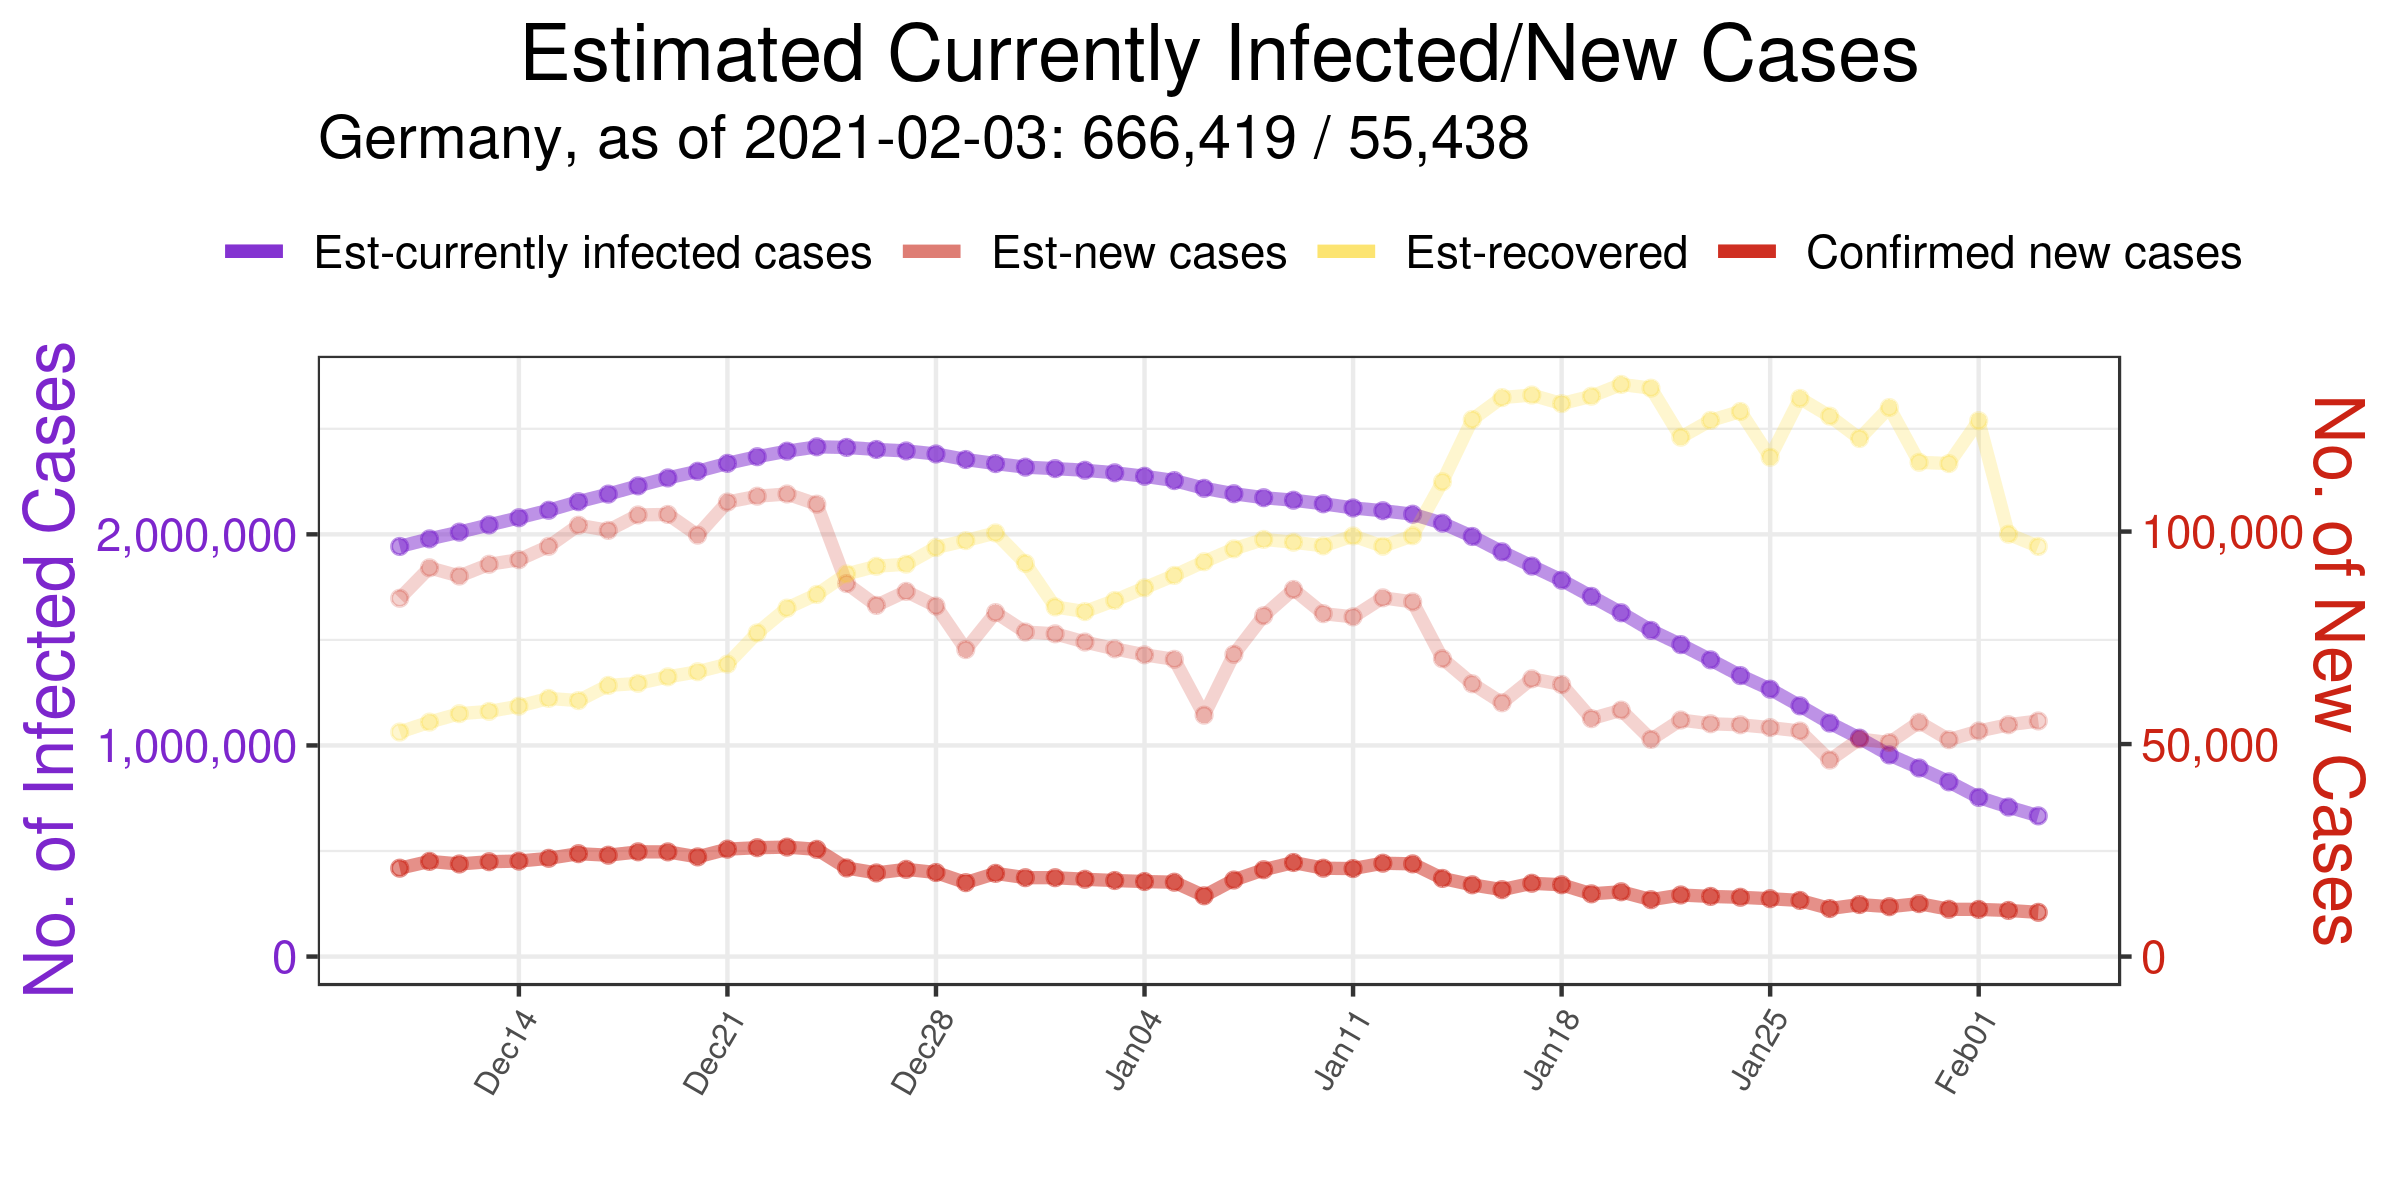 Estimated Currently Infected/New Cases
Germany, as of 2021-02-03: 666,419 / 55,438
Est-currently infected cases Est-new cases Est-recovered Confirmed new cases
No. of Infected Cases
2,000,000
1,000,000
0
100,000
50,000
0
No. of New Cases
Dec14 Dec21 Dec28 Jan04 Jan11 Jan18 Jan25 Feb01